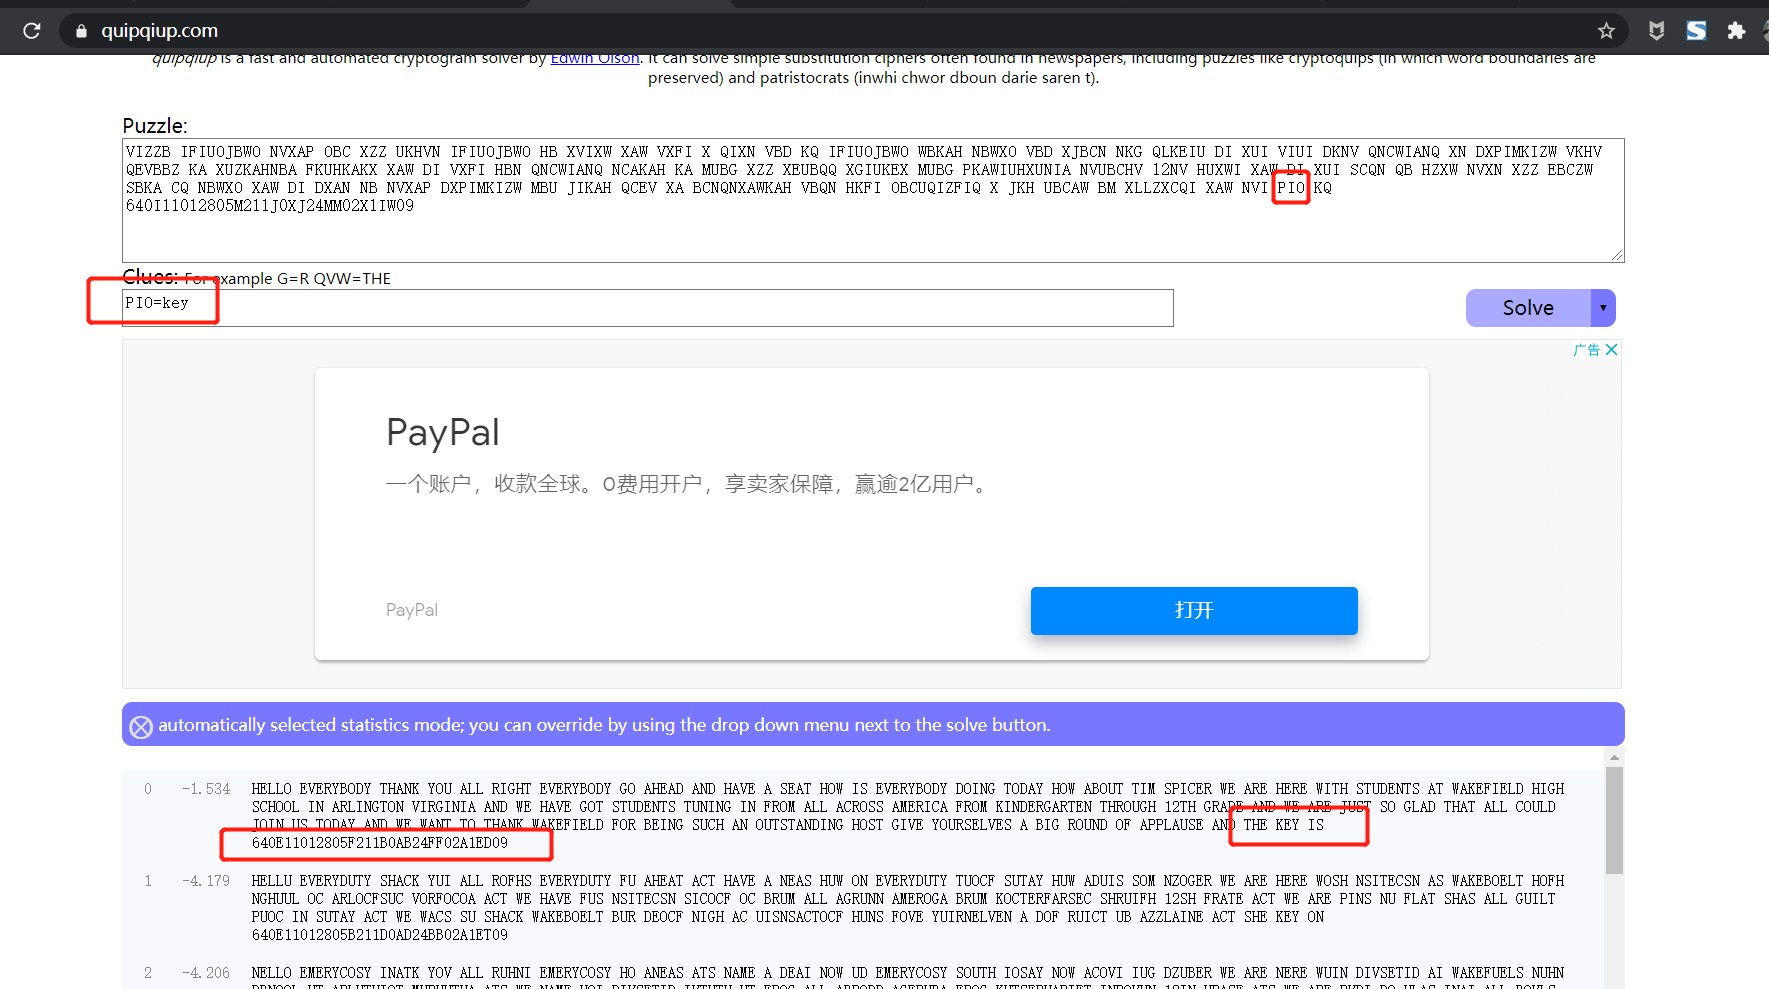 quipqiup.com
quipqiup is a fast and automated cryptogram solver by Edwin Olson. It can solve simple substitution ciphers often found in newspapers, including puzzles like cryptoquips (in which word boundaries are
preserved) and patristocrats (inwhi chwor dboun darie saren t).
Puzzle:
VIZZB IFIUOJBWO NVXAP OBC XZZ UKHVN IFIUOJBWO HB XVIXW XAW VXFI X QIXN VBD KQ IFIUOJBWO WBKAH NBWXO VBD XJBCN NKG QLKEIU DI XUI VIUI DKNV QNCWIANQ XN DXPIMKIZW VKHV
QEVBBZ KA XUZKAHNBA FKUHKAKX XAW DI VXFI HBN QNCWIANQ NCAKAH KA MUBG XZZ XEUBQQ XGIUKEX MUBG PKAWIUHXUNIA NVUBCHV 12NV HUXWI XAW DI XUI SCQN QB HZXW NVXN XZZ EBCZW
SBKA CQ NBWXO XAW DI DXAN NB NVXAP DXPIMKIZW MBU JIKAH QCEV XA BCNQNXAWKAH VBQN HKFI OBCUQIZFIQ X JKH UBCAW BM XLLZXCQI XAW NVI PIO KQ
640I11012805M211J0XJ24MM02X1IW09
Clues: For example G=R QVW=THE
PIO=key
Solve
广告
PayPal
一个账户，收款全球。0费用开户，享卖家保障，赢逾2亿用户。
PayPal
打开
automatically selected statistics mode; you can override by using the drop down menu next to the solve button.
0 -1.534 HELLO EVERYBODY THANK YOU ALL RIGHT EVERYBODY GO AHEAD AND HAVE A SEAT HOW IS EVERYBODY DOING TODAY HOW ABOUT TIM SPICER WE ARE HERE WITH STUDENTS AT WAKEFIELD HIGH
SCHOOL IN ARLINGTON VIRGINIA AND WE HAVE GOT STUDENTS TUNING IN FROM ALL ACROSS AMERICA FROM KINDERGARTEN THROUGH 12TH GRADE AND WE ARE JUST SO GLAD THAT ALL COULD
JOIN US TODAY AND WE WANT TO THANK WAKEFIELD FOR BEING SUCH AN OUTSTANDING HOST GIVE YOURSELVES A BIG ROUND OF APPLAUSE AND THE KEY IS
640E11012805F211B0AB24FF02A1ED09
1 -4.179 HELLU EVERYDUTY SHACK YUI ALL ROFHS EVERYDUTY FU AHEAT ACT HAVE A NEAS HUW ON EVERYDUTY TUOCF SUTAY HUW ADUIS SOM NZOGER WE ARE HERE WOSH NSITECSN AS WAKEBOELT HOFH
NGHUUL OC ARLOCFSUC VORFOCOA ACT WE HAVE FUS NSITECSN SICOCF OC BRUM ALL AGRUNN AMEROGA BRUM KOCTERFARSEC SHRUIFH 12SH FRATE ACT WE ARE PINS NU FLAT SHAS ALL GUILT
PUOC IN SUTAY ACT WE WACS SU SHACK WAKEBOELT BUR DEOCF NIGH AC UISNSACTOCF HUNS FOVE YUIRNELVEN A DOF RUICT UB AZZLAINE ACT SHE KEY ON
640E11012805B211D0AD24BB02A1ET09
2 -4.206 NELLO EMERYCOSY INATK YOV ALL RUHNI EMERYCOSY HO ANEAS ATS NAME A DEAI NOW UD EMERYCOSY SOUTH IOSAY NOW ACOVI IUG DZUBER WE ARE NERE WUIN DIVSETID AI WAKEFUELS NUHN